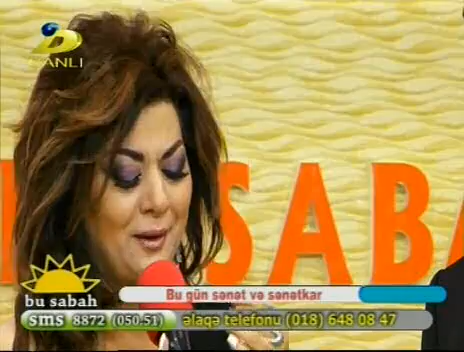 CANLI
SABA
bu sabah
Bu gün sənət və sənətkar
sms 8872 (050.51) əlaqə telefonu (018) 648 08 47